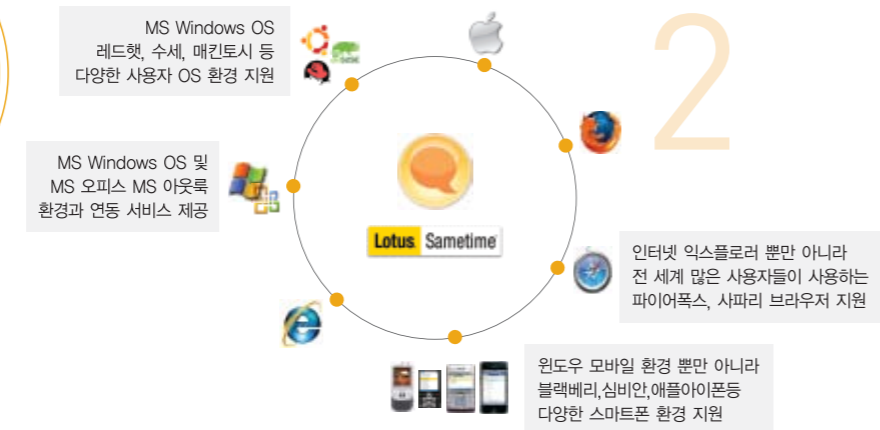 MS Windows OS
레드햇, 수세, 매킨토시 등
다양한 사용자 OS 환경 지원
2
MS Windows OS 및
MS 오피스 MS 아웃룩
환경과 연동 서비스 제공
Lotus Sametime
인터넷 익스플로러 뿐만 아니라
전 세계 많은 사용자들이 사용하는
파이어폭스, 사파리 브라우저 지원
윈도우 모바일 환경 뿐만 아니라
블랙베리,심비안,애플아이폰등
다양한 스마트폰 환경 지원